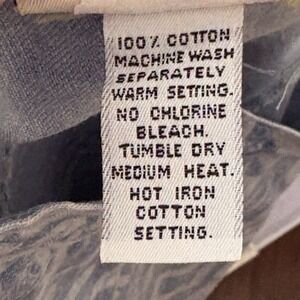 100% COTTON
MACHINE WASH
SEPARATELY
WARM SETTING.
NO CHLORINE
BLEACH.
TUMBLE DRY
MEDIUM HEAT.
HOT IRON
COTTON
SETTING.